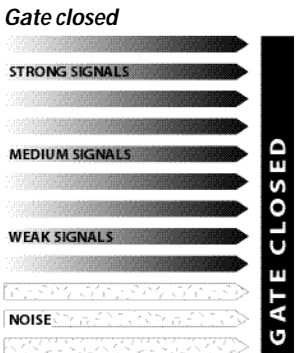 Gate closed
STRONG SIGNALS
MEDIUM SIGNALS
WEAK SIGNALS
NOISE
GATE CLOSED